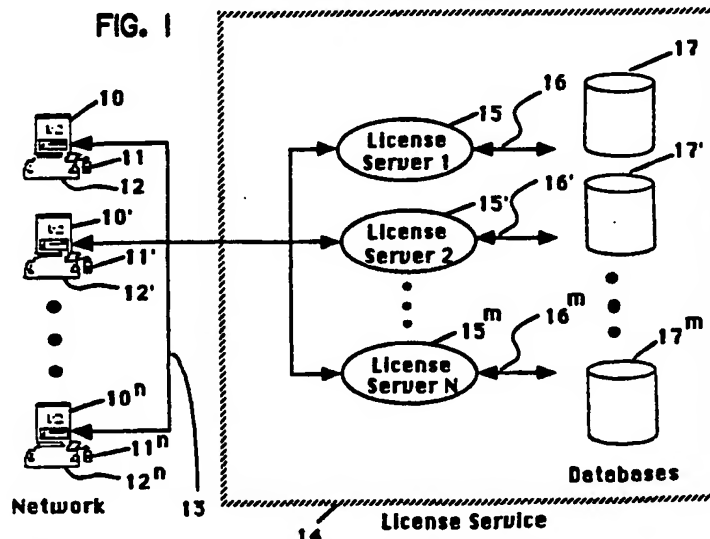 FIG. 1
10
11
12
10'
11'
12'
10ⁿ
11ⁿ
12ⁿ
Network
13
License
Server 1
15
16
17
License
Server 2
15'
16'
17'
License
Server N
15ᵐ
16ᵐ
17ᵐ
Databases
14
License Service